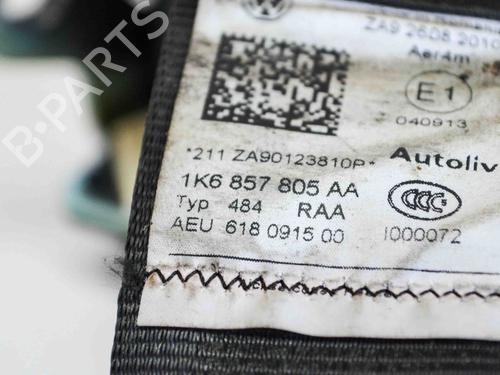 ZA9 2608 2010
Aer4m
E1
Z 040913
*211 ZA90123810P*
Autoliv
1K6 857 805 AA
Typ 484 RAA
CCC S
AEU 618 0915 00 I000072
B-PARTS